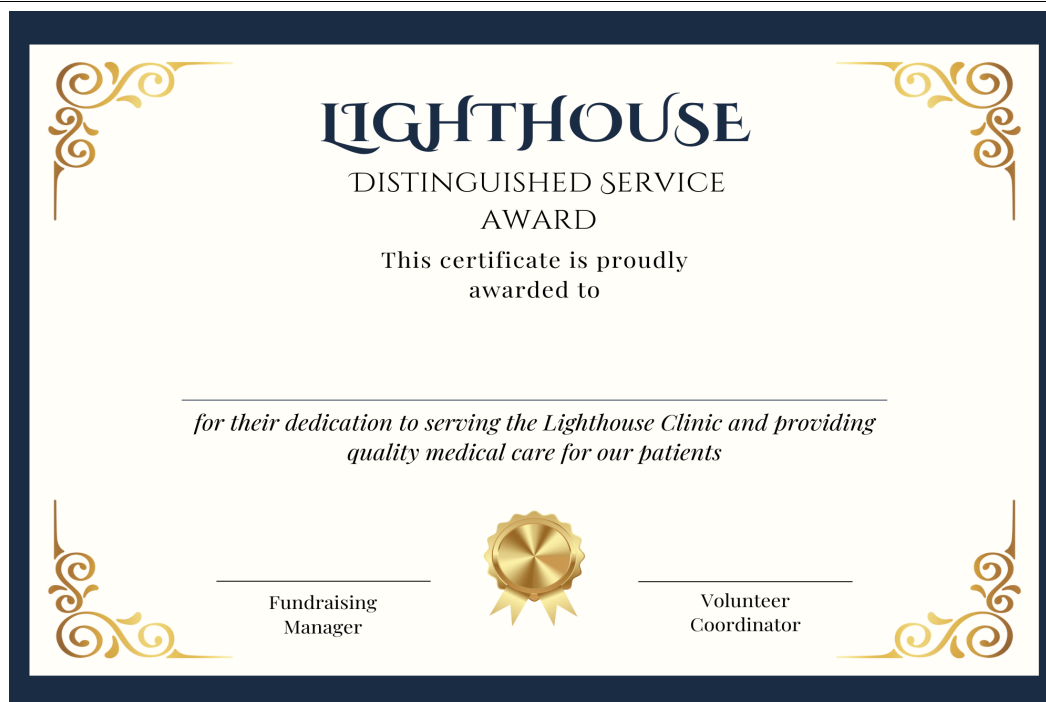 LIGHTHOUSE
DISTINGUISHED SERVICE
AWARD
This certificate is proudly
awarded to
for their dedication to serving the Lighthouse Clinic and providing
quality medical care for our patients
Fundraising
Manager
Volunteer
Coordinator